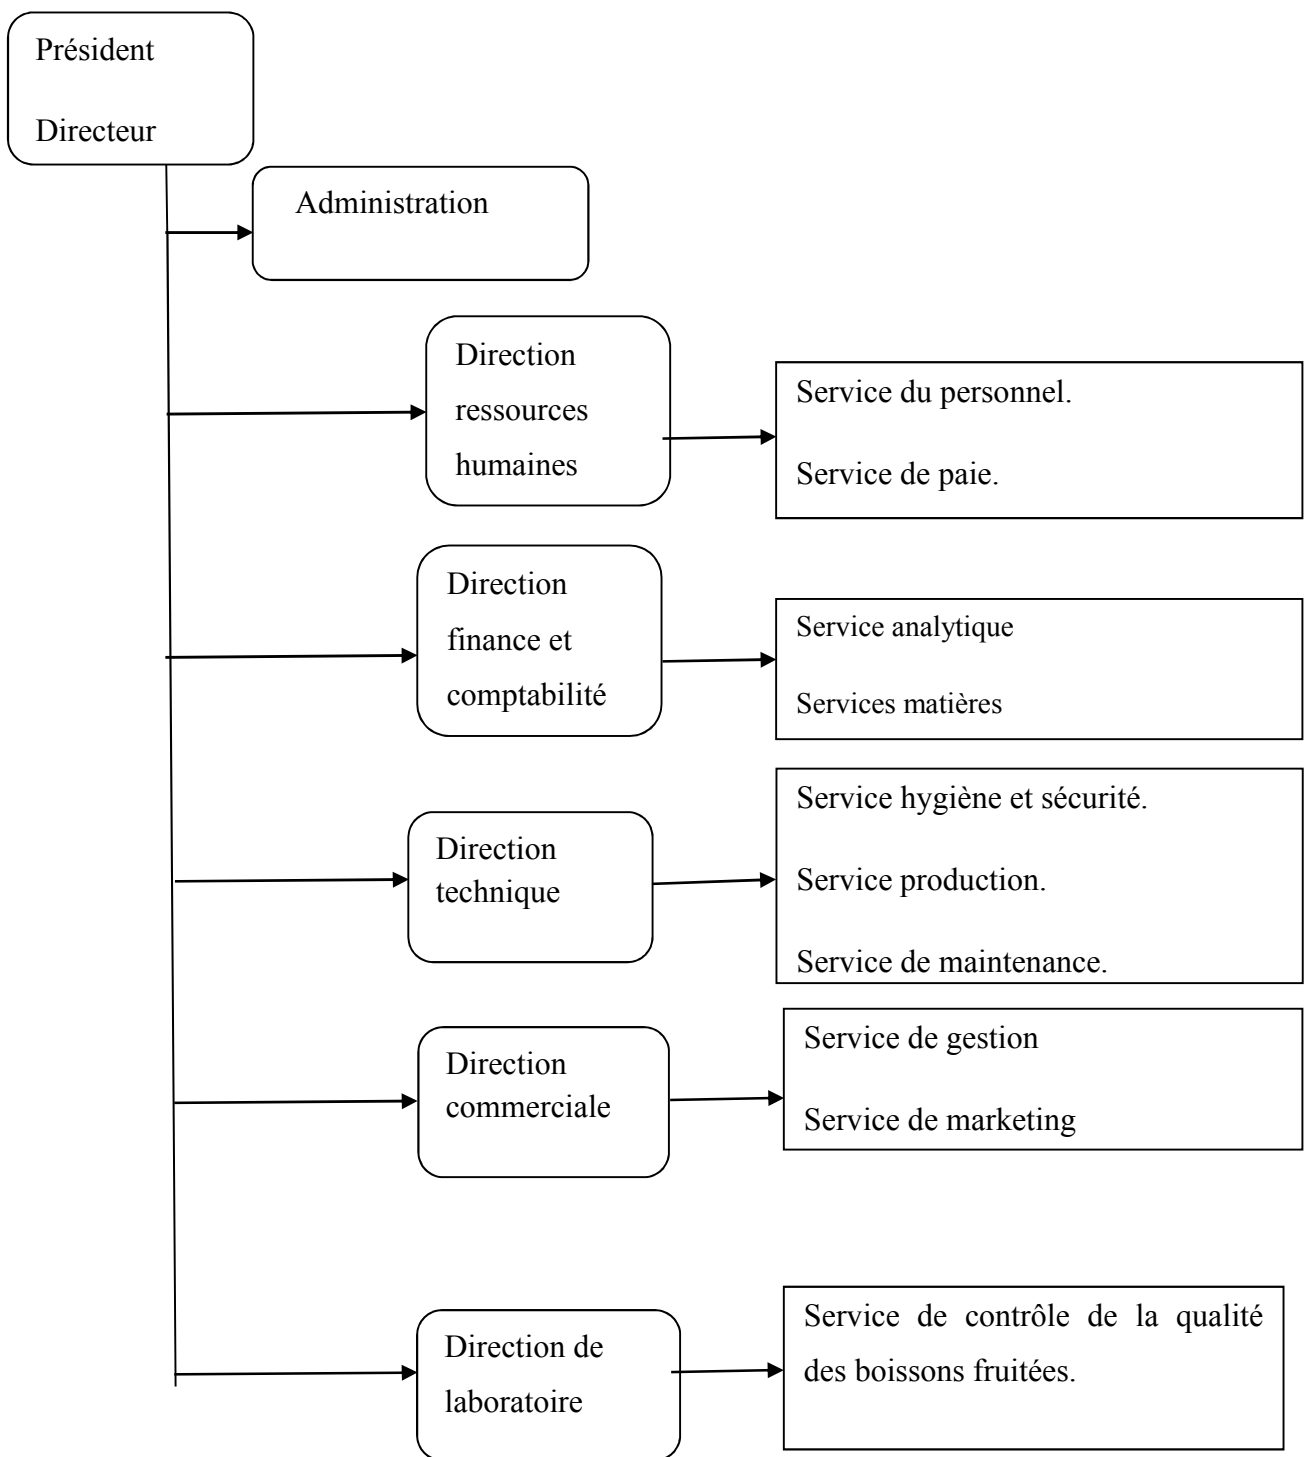 Président
Directeur
Administration
Direction
ressources
humaines
Service du personnel.
Service de paie.
Direction
finance et
comptabilité
Service analytique
Services matières
Direction
technique
Service hygiène et sécurité.
Service production.
Service de maintenance.
Direction
commerciale
Service de gestion
Service de marketing
Direction de
laboratoire
Service de contrôle de la qualité
des boissons fruitées.